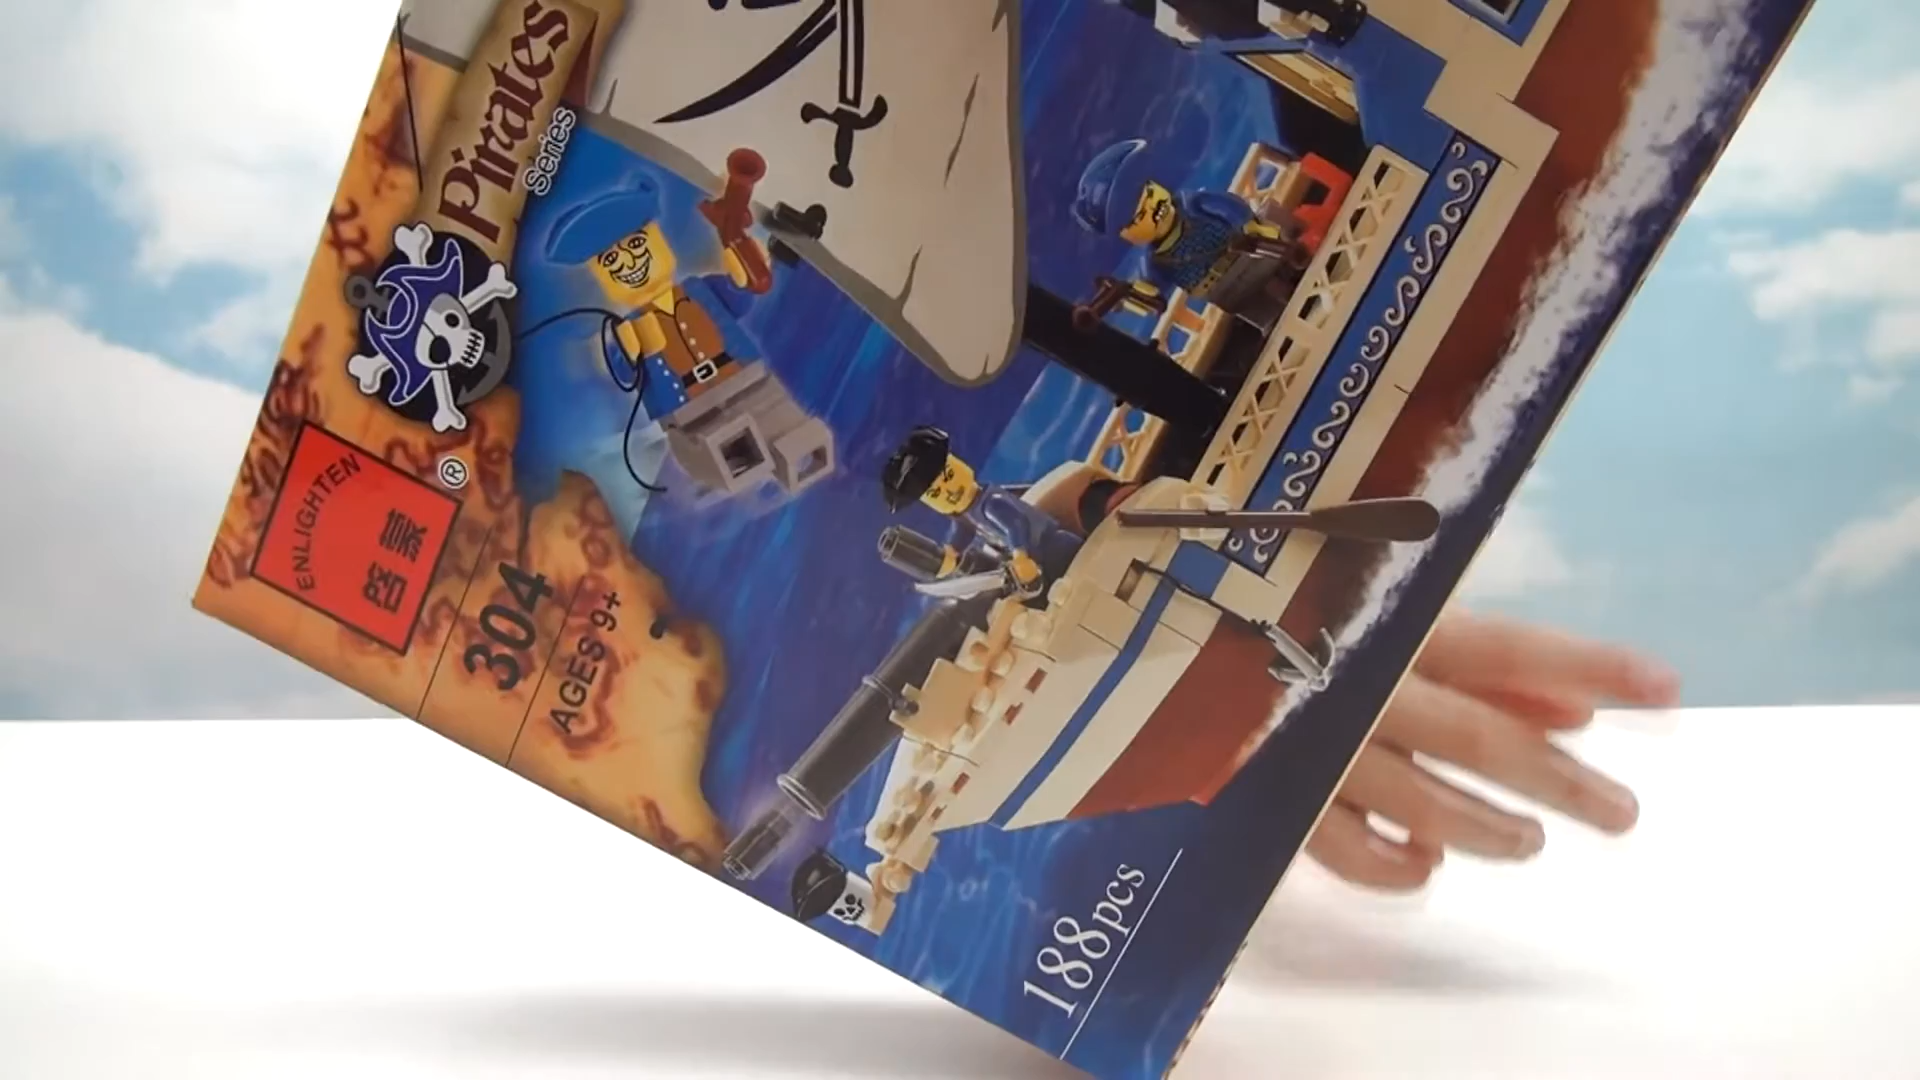 Pirates
Series
ENLIGHTEN
启蒙
®
304
AGES 9+
188pcs